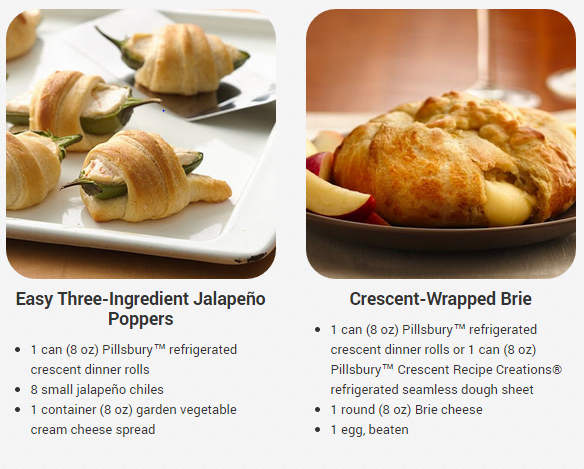 Easy Three-Ingredient Jalapeño
Poppers
• 1 can (8 oz) Pillsbury™ refrigerated
crescent dinner rolls
• 8 small jalapeño chiles
• 1 container (8 oz) garden vegetable
cream cheese spread
Crescent-Wrapped Brie
• 1 can (8 oz) Pillsbury™ refrigerated
crescent dinner rolls or 1 can (8 oz)
Pillsbury™ Crescent Recipe Creations®
refrigerated seamless dough sheet
• 1 round (8 oz) Brie cheese
• 1 egg, beaten